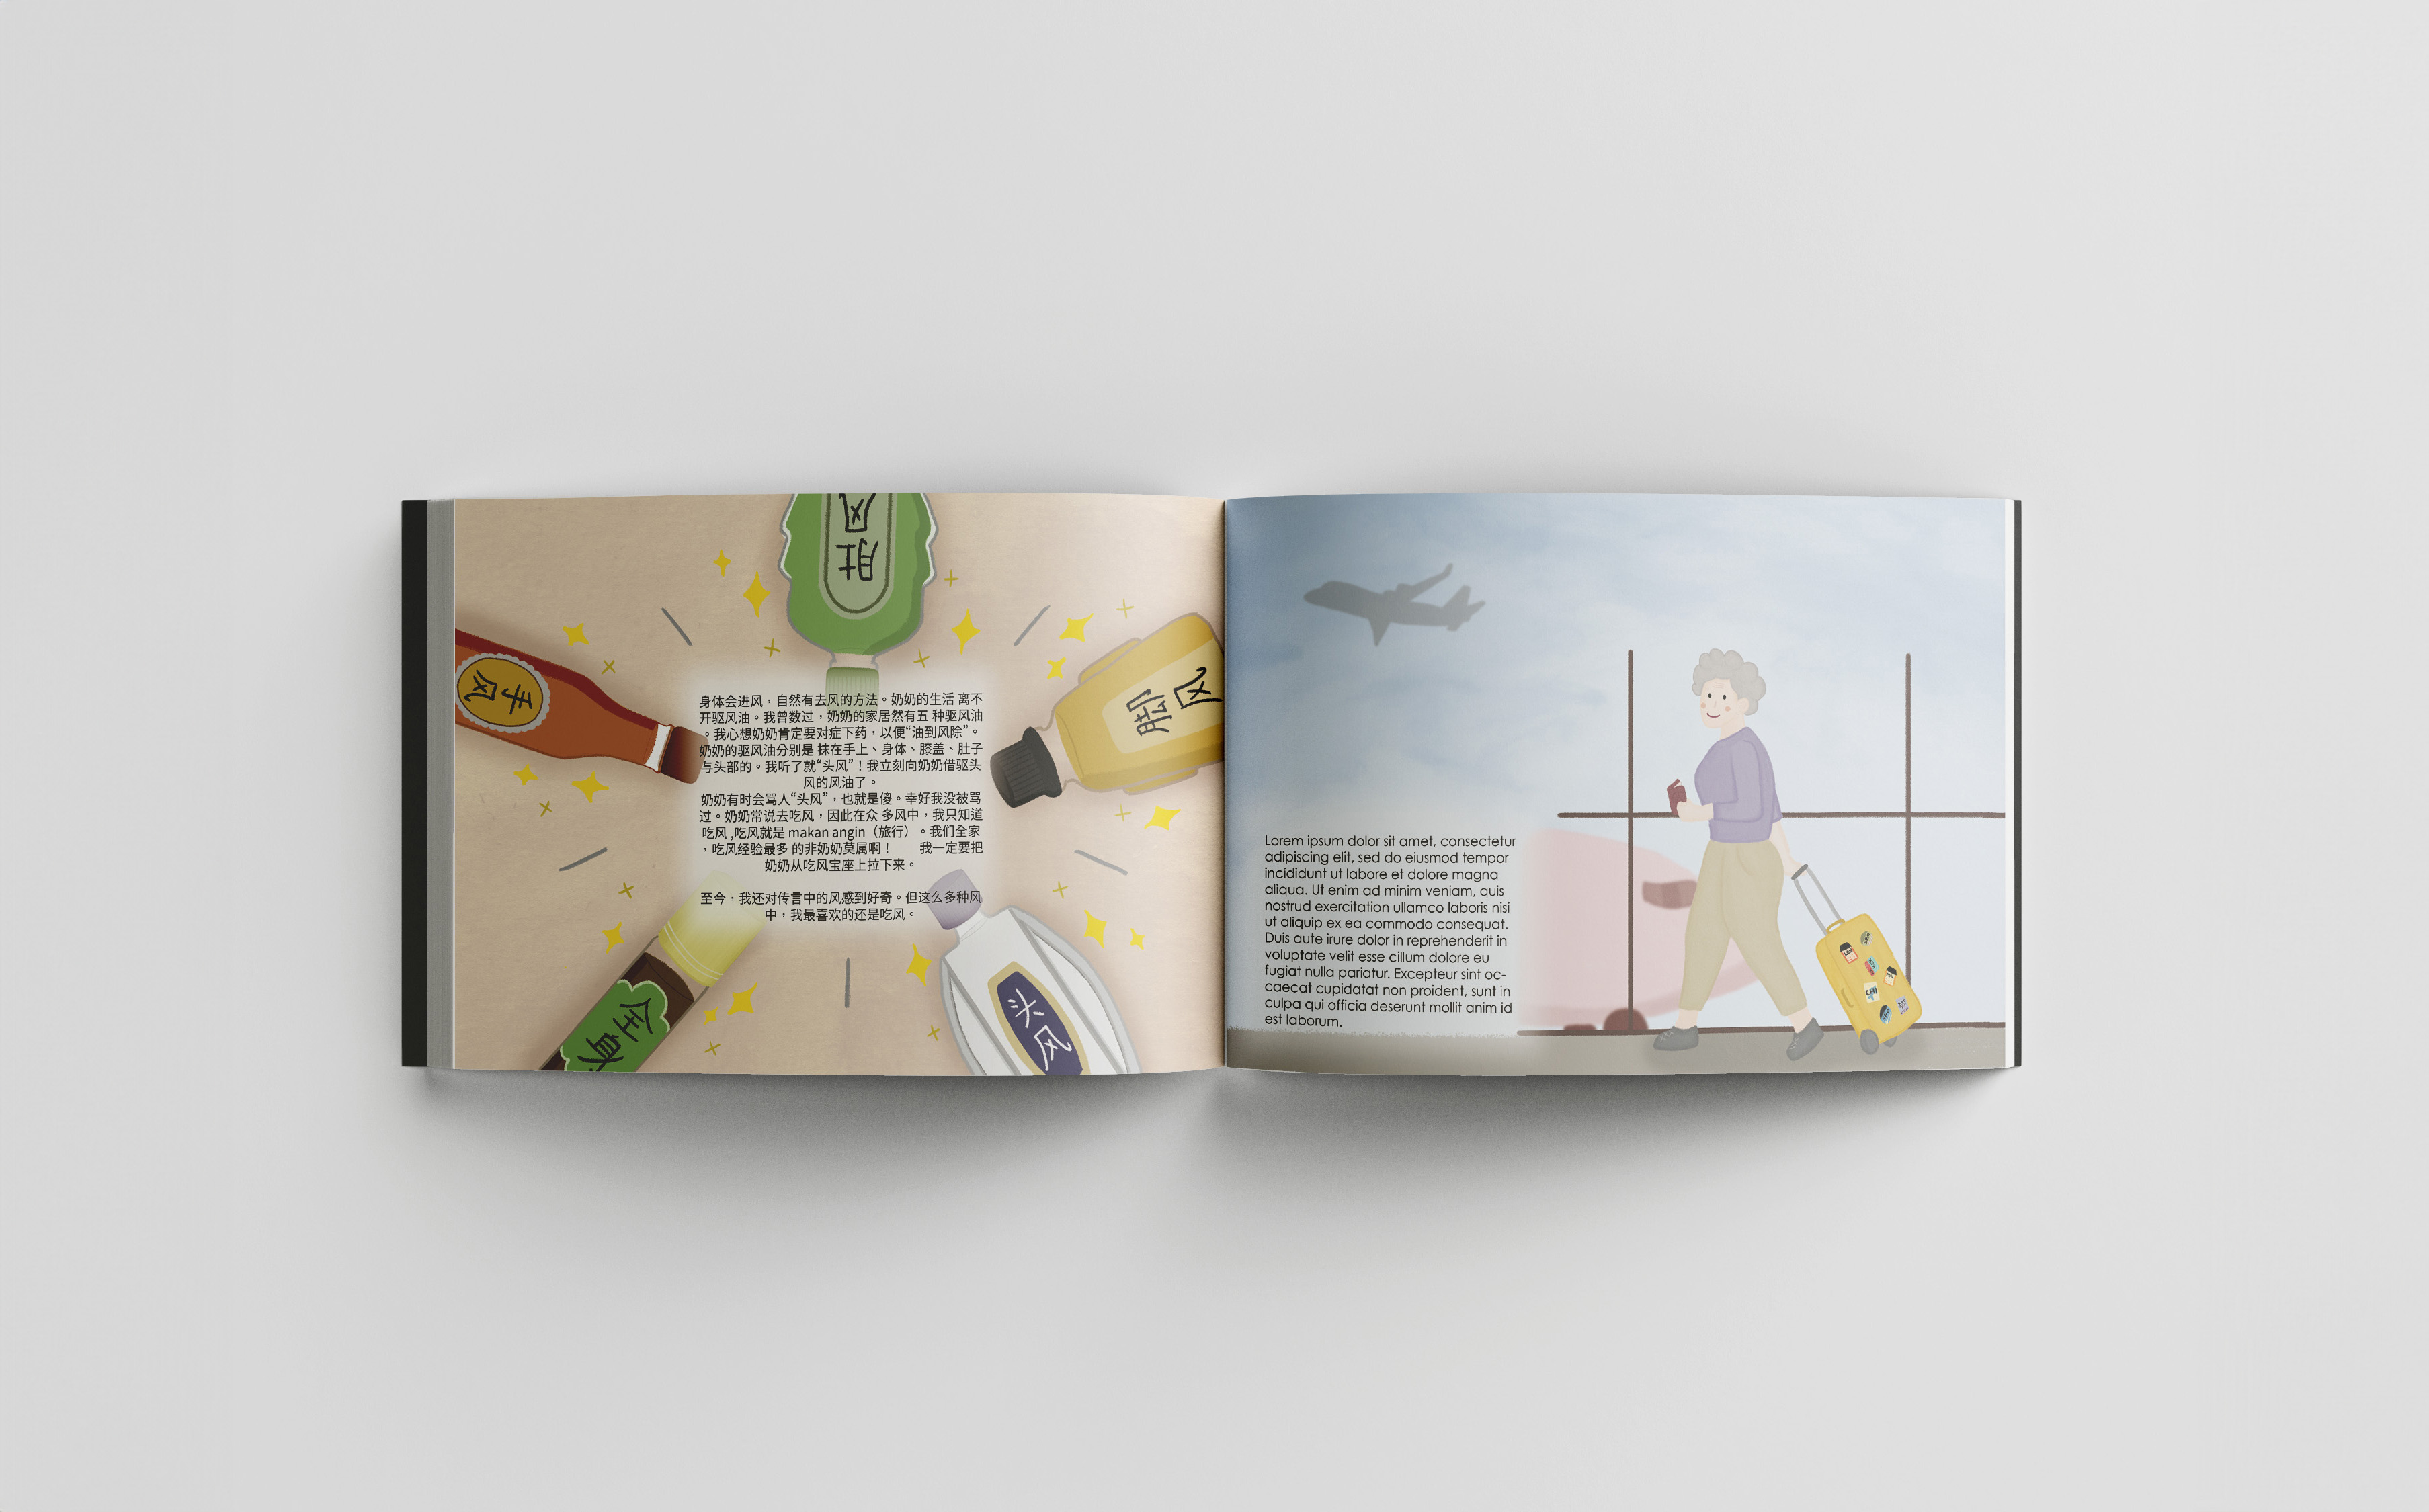 肚风
手风
脚风
身体会进风，自然有去风的方法。奶奶的生活 离不
开驱风油。我曾数过，奶奶的家居然有五 种驱风油
。我心想奶奶肯定要对症下药，以便“油到风除”。
奶奶的驱风油分别是 抹在手上、身体、膝盖、肚子
与头部的。我听了就“头风”！我立刻向奶奶借驱头
风的风油了。
奶奶有时会骂人“头风”，也就是傻。幸好我没被骂
过。奶奶常说去吃风，因此在众 多风中，我只知道
吃风 ,吃风就是 makan angin（旅行）。我们全家
，吃风经验最多 的非奶奶莫属啊！　　我一定要把
奶奶从吃风宝座上拉下来。
至今，我还对传言中的风感到好奇。但这么多种风
中，我最喜欢的还是吃风。
全身
头风
Lorem ipsum dolor sit amet, consectetur
adipiscing elit, sed do eiusmod tempor
incididunt ut labore et dolore magna
aliqua. Ut enim ad minim veniam, quis
nostrud exercitation ullamco laboris nisi
ut aliquip ex ea commodo consequat.
Duis aute irure dolor in reprehenderit in
voluptate velit esse cillum dolore eu
fugiat nulla pariatur. Excepteur sint oc-
caecat cupidatat non proident, sunt in
culpa qui officia deserunt mollit anim id
est laborum.
CHI